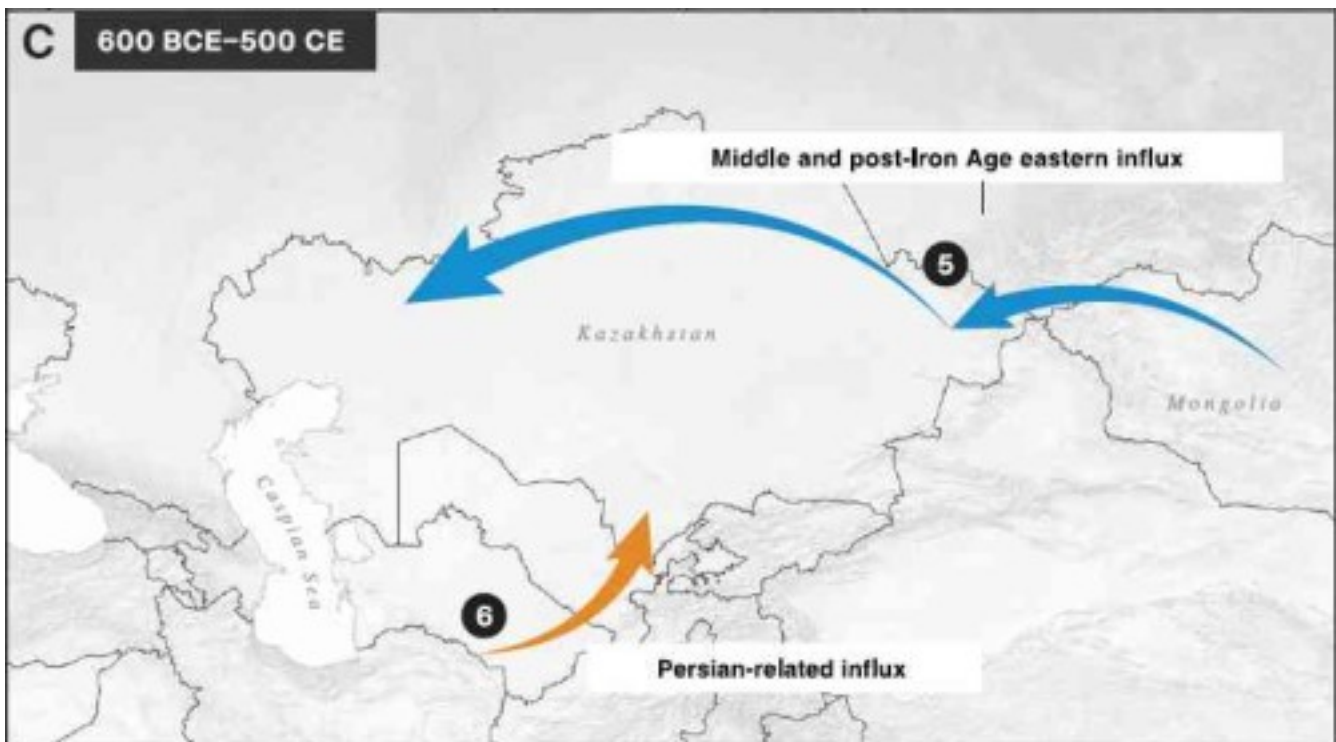 C 600 BCE–500 CE
Middle and post-Iron Age eastern influx
5
Kazakhstan
Mongolia
Caspian Sea
6
Persian-related influx